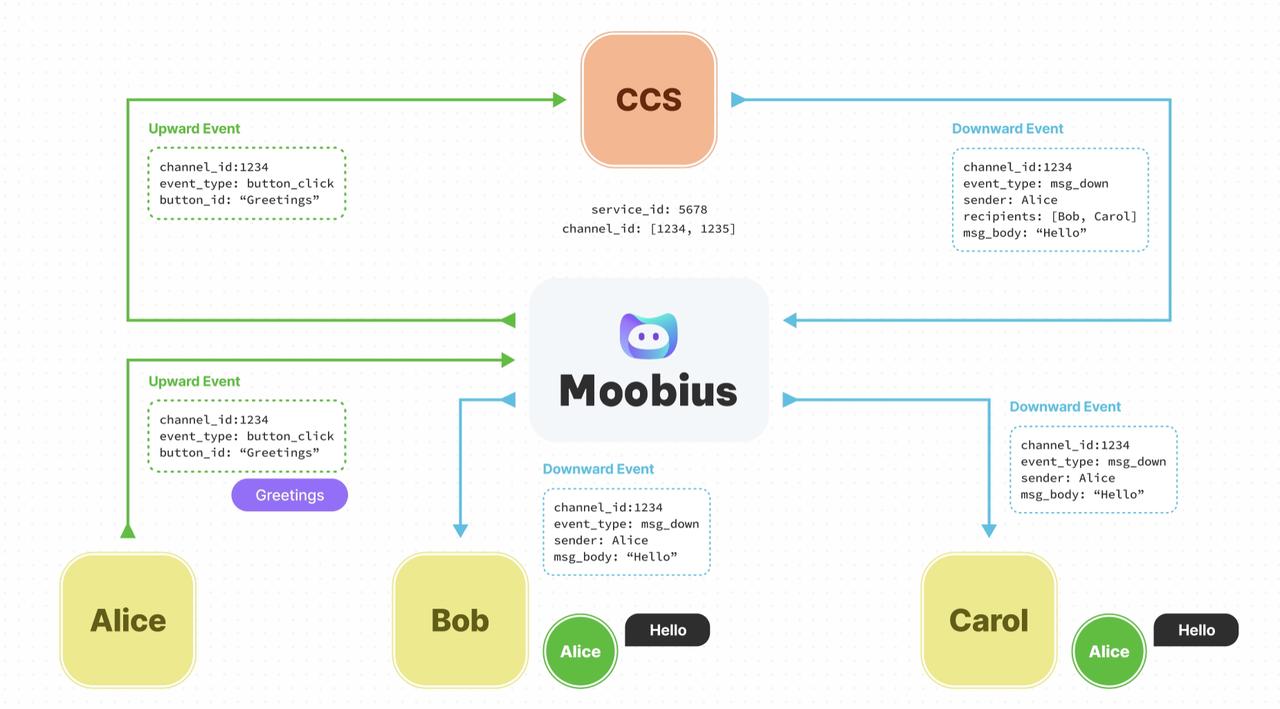 CCS
Upward Event
channel_id:1234
event_type: button_click
button_id: “Greetings”
Downward Event
channel_id:1234
event_type: msg_down
sender: Alice
recipients: [Bob, Carol]
msg_body: “Hello”
service_id: 5678
channel_id: [1234, 1235]
Moobius
Upward Event
channel_id:1234
event_type: button_click
button_id: “Greetings”
Greetings
Downward Event
channel_id:1234
event_type: msg_down
sender: Alice
msg_body: “Hello”
Downward Event
channel_id:1234
event_type: msg_down
sender: Alice
msg_body: “Hello”
Alice
Bob
Alice
Hello
Carol
Alice
Hello